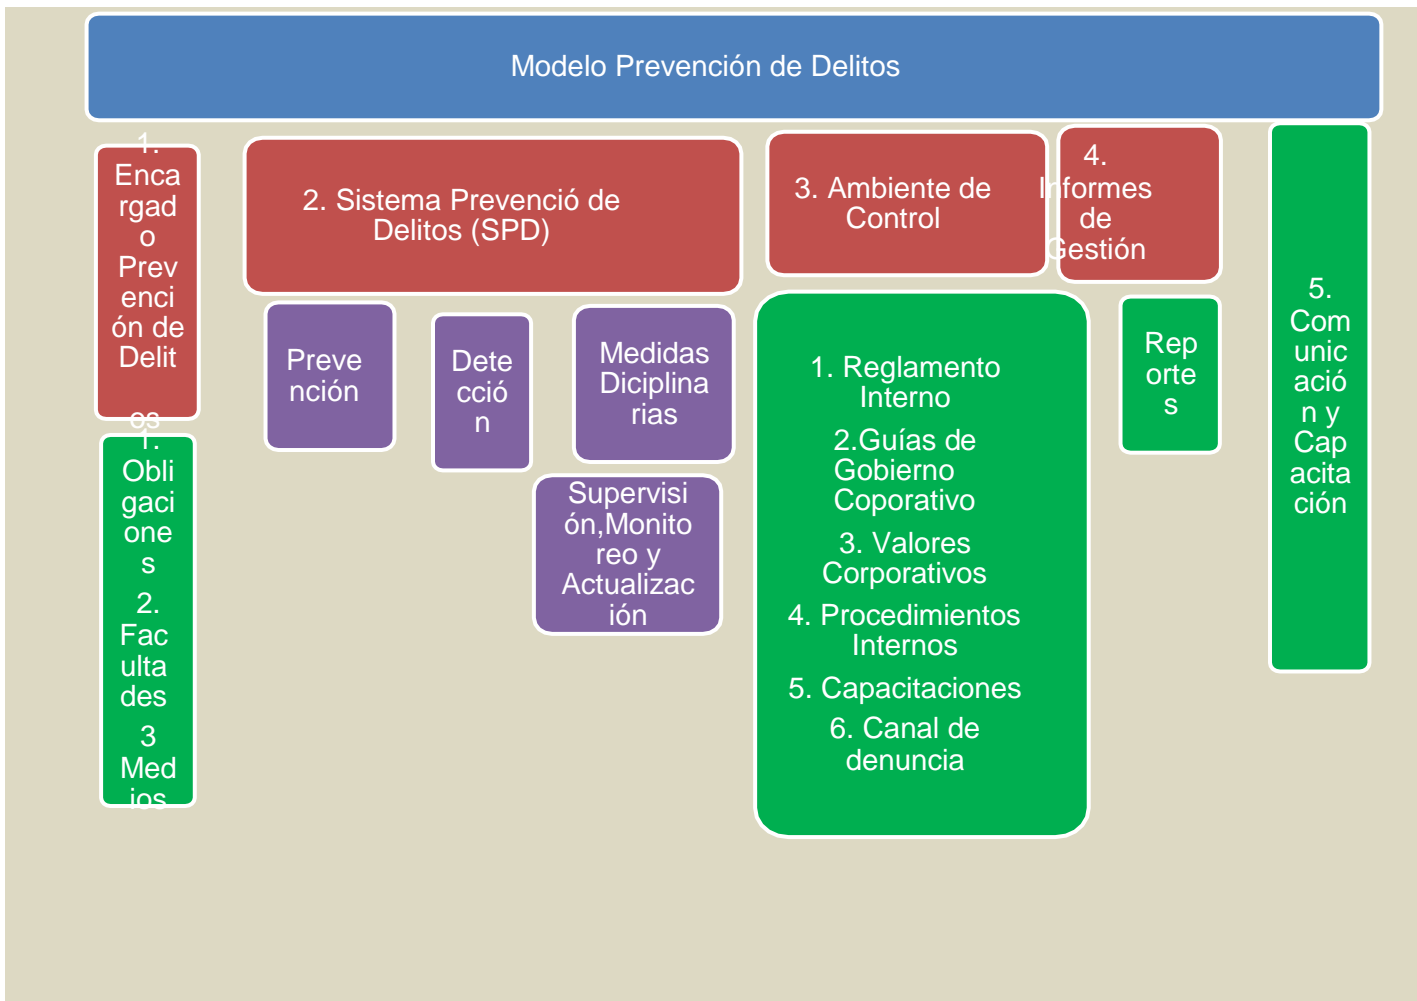 Modelo Prevención de Delitos
1.
Enca
rgad
o
Prev
enci
ón de
Delit
os
2. Sistema Prevenció de
Delitos (SPD)
3. Ambiente de
Control
4.
Informes
de
Gestión
5.
Com
unic
ació
n y
Cap
acita
ción
Preve
nción
Dete
cció
n
Medidas
Diciplina
rias
Supervisi
ón,Monito
reo y
Actualizac
ión
1. Reglamento
Interno
2.Guías de
Gobierno
Coporativo
3. Valores
Corporativos
4. Procedimientos
Internos
5. Capacitaciones
6. Canal de
denuncia
Rep
orte
s
1.
Obli
gaci
one
s
2.
Fac
ulta
des
3
Med
ios